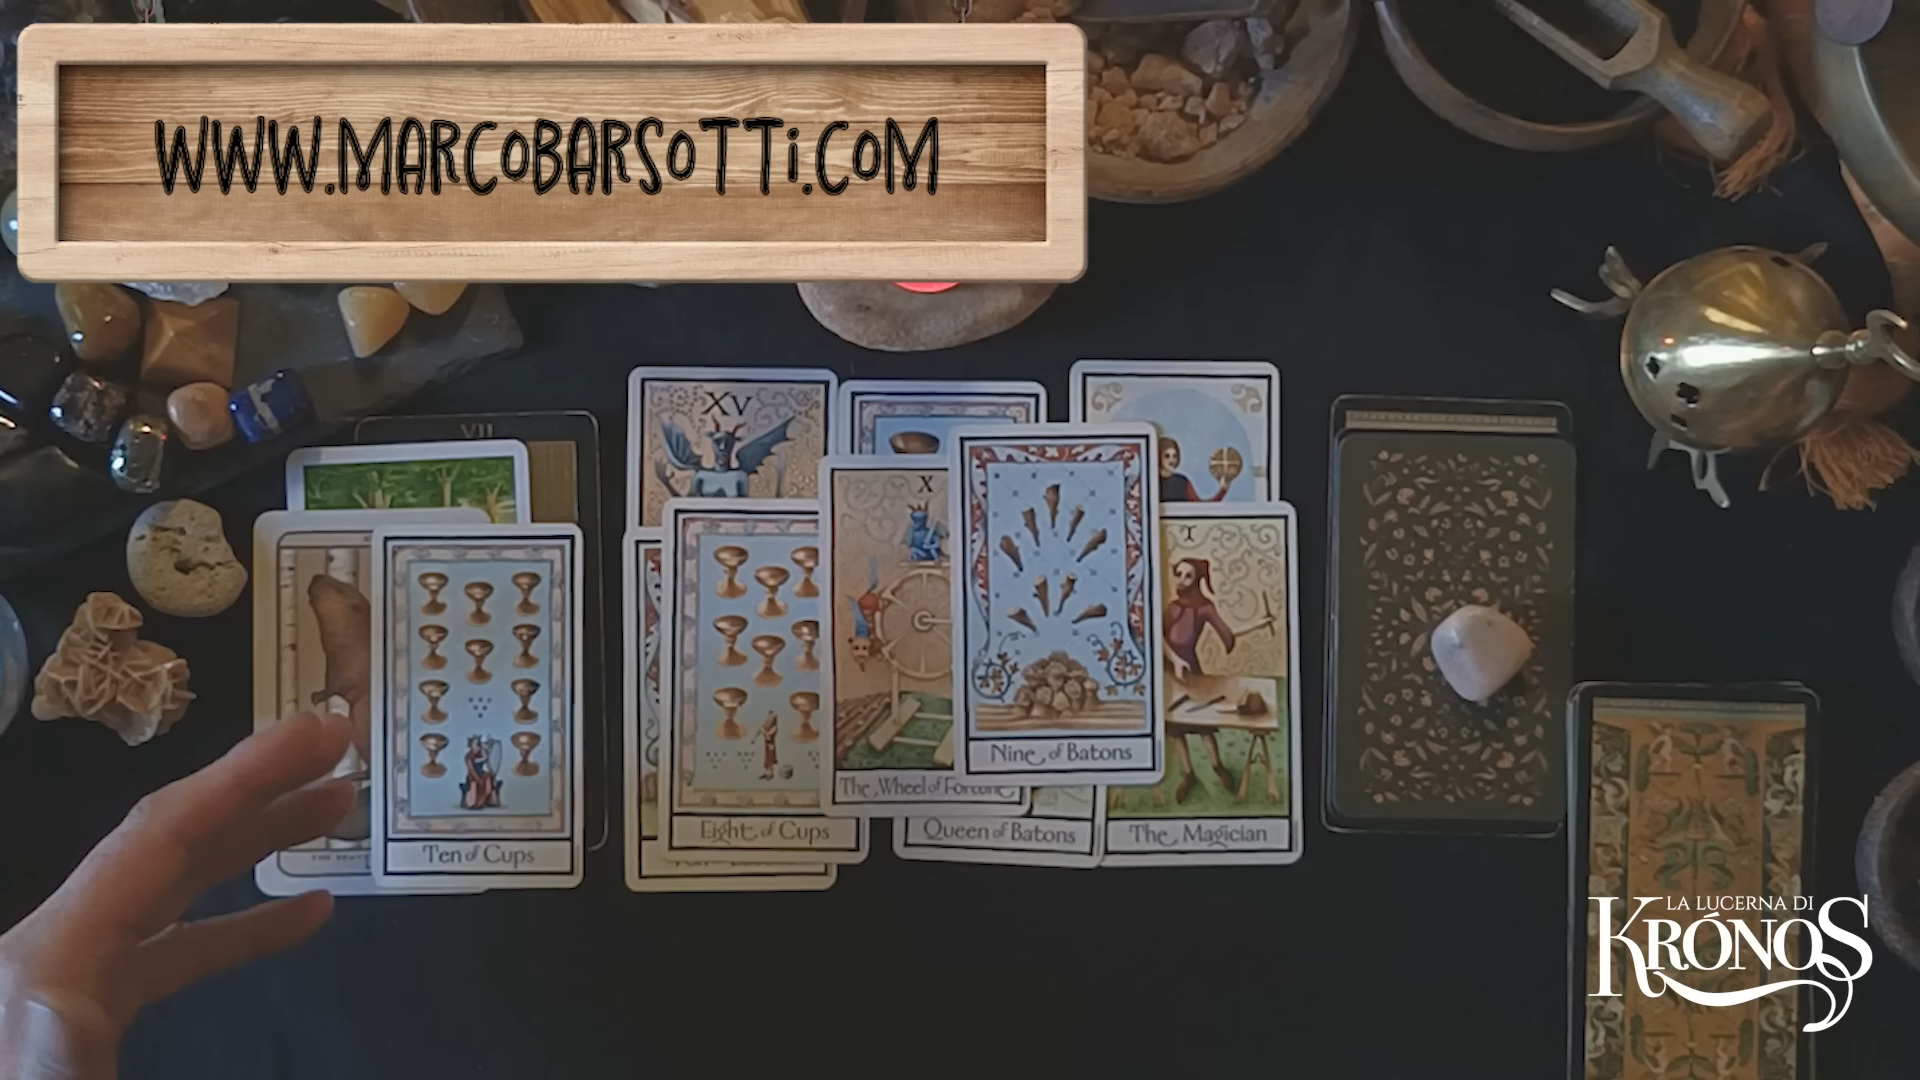 WWW.MARCOBARSOTTI.COM
VII
XV
X
I
Nine of Batons
The Wheel of Fortune
Eight of Cups
Queen of Batons
The Magician
Ten of Cups
LA LUCERNA DI
KRÓNOS